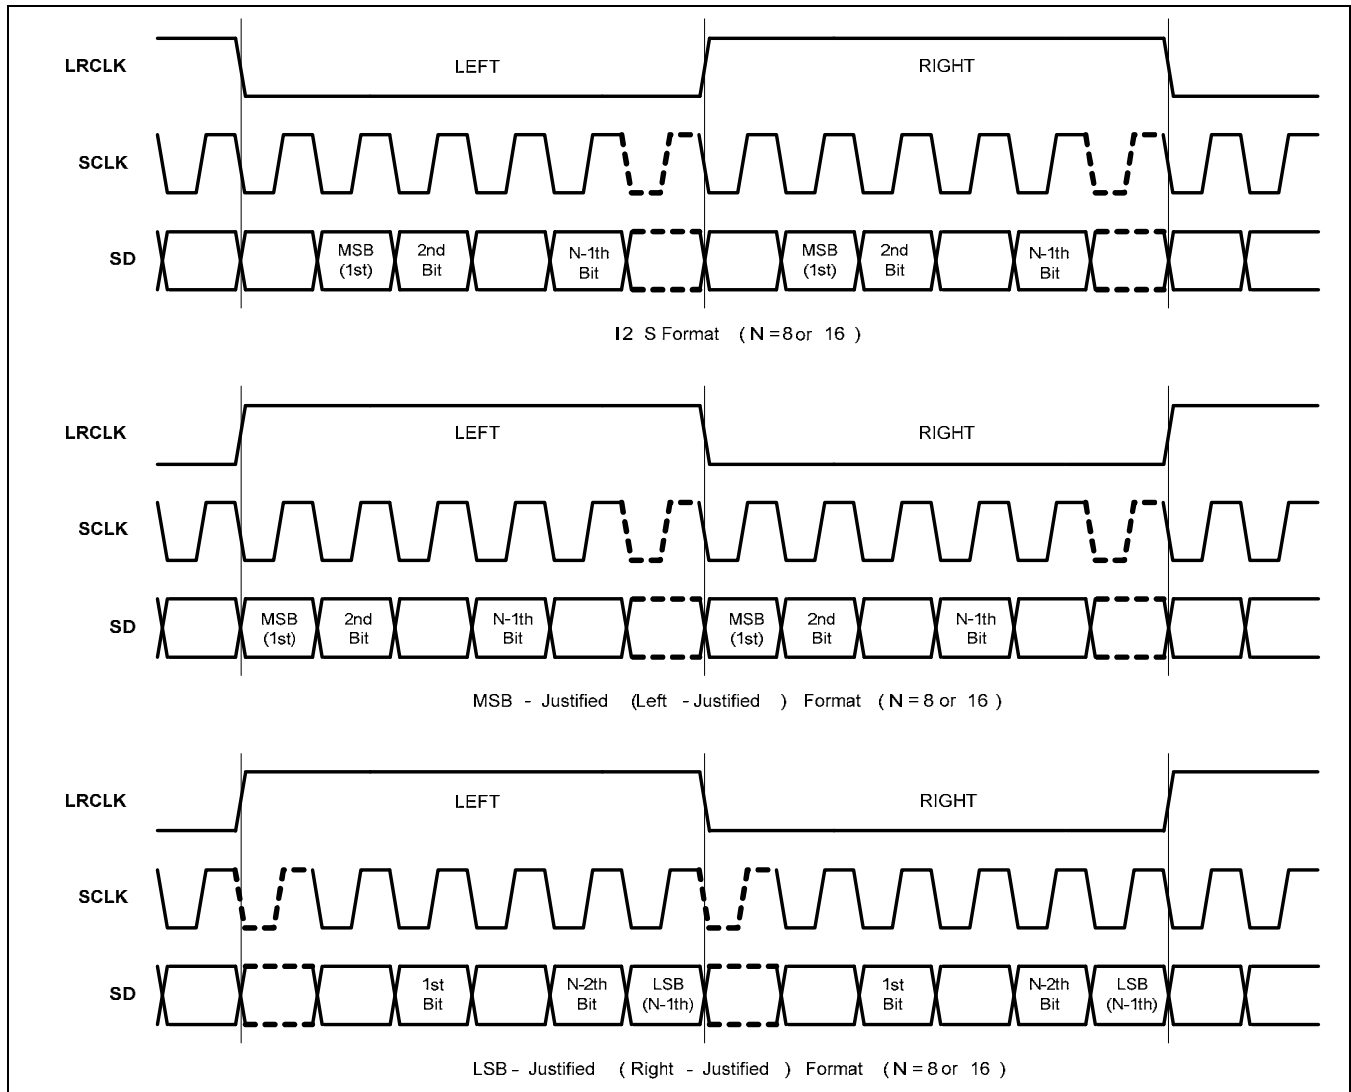 LRCLK LEFT RIGHT
SCLK
SD MSB (1st) 2nd Bit N-1th Bit MSB (1st) 2nd Bit N-1th Bit
I2 S Format ( N =8or 16 )
LRCLK LEFT RIGHT
SCLK
SD MSB (1st) 2nd Bit N-1th Bit MSB (1st) 2nd Bit N-1th Bit
MSB - Justified (Left - Justified ) Format ( N = 8 or 16 )
LRCLK LEFT RIGHT
SCLK
SD 1st Bit N-2th Bit LSB (N-1th) 1st Bit N-2th Bit LSB (N-1th)
LSB - Justified ( Right - Justified ) Format ( N = 8 or 16 )